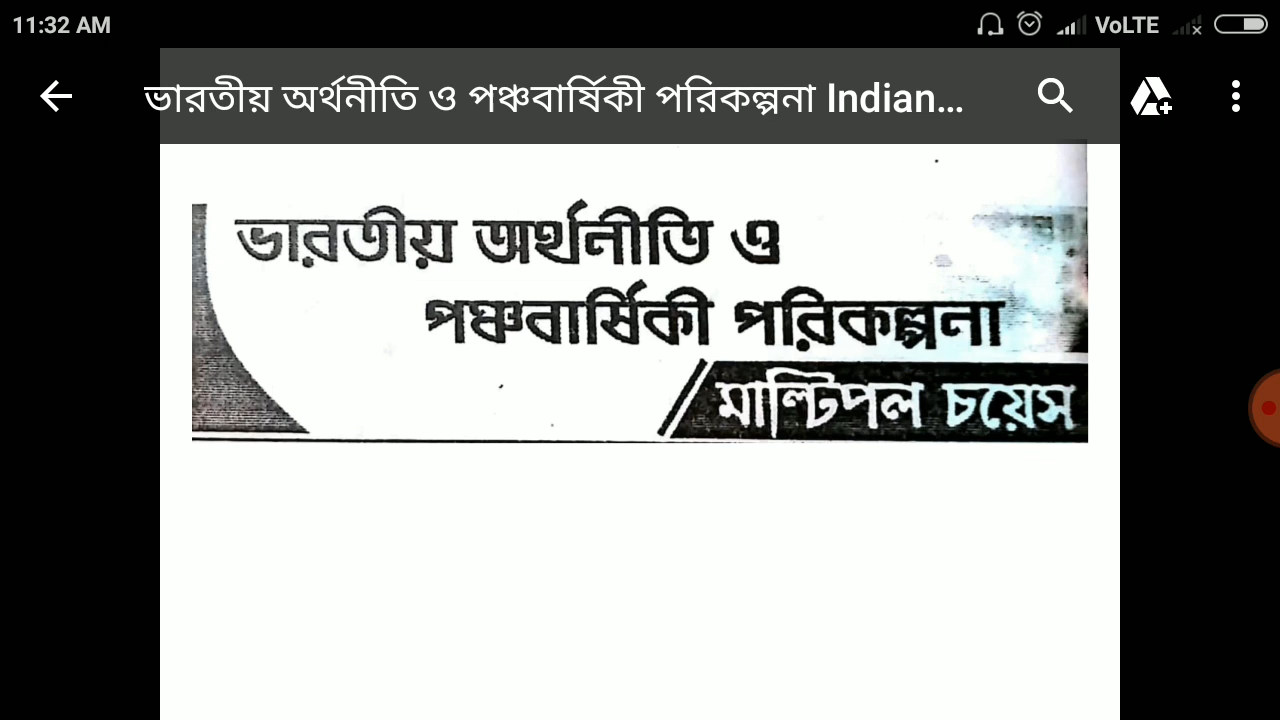 11:32 AM VoLTE
ভারতীয় অর্থনীতি ও পঞ্চবার্ষিকী পরিকল্পনা Indian...
ভারতীয় অর্থনীতি ও
পঞ্চবার্ষিকী পরিকল্পনা
মাল্টিপল চয়েস